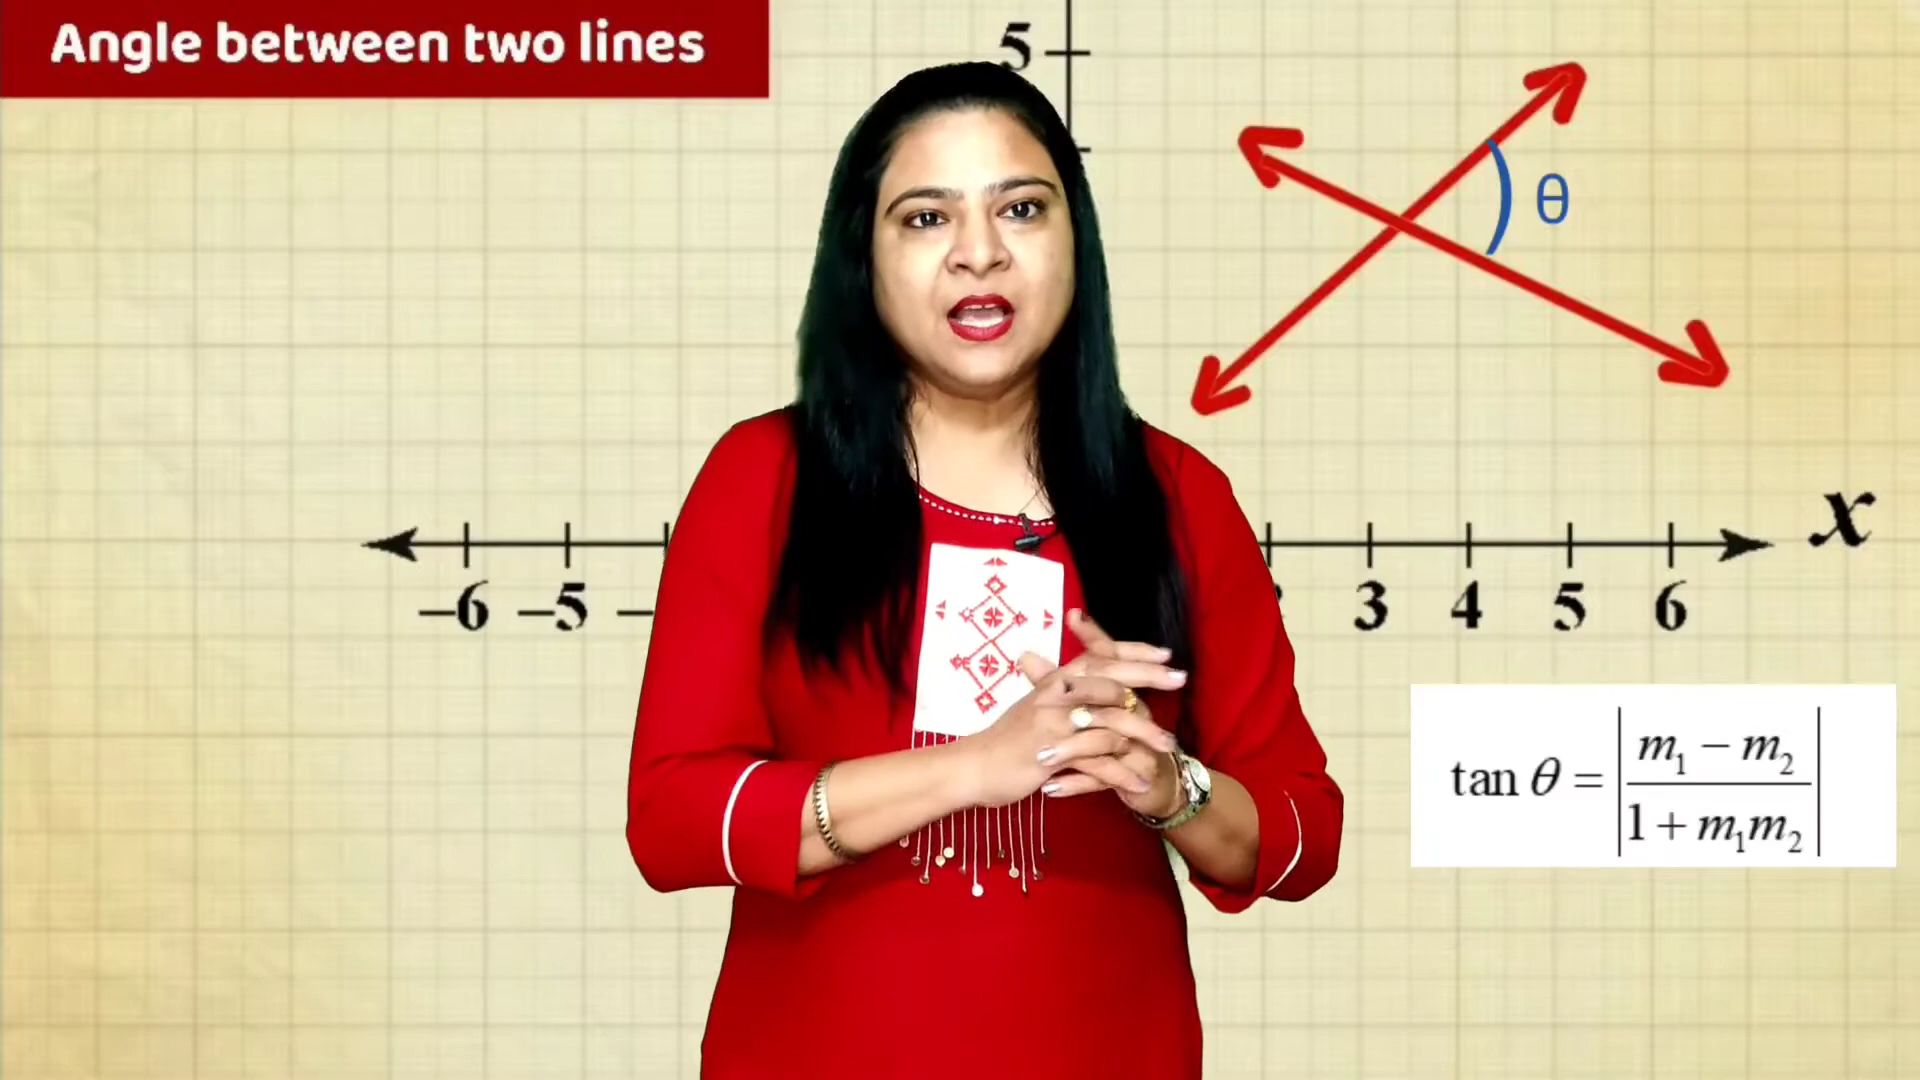 Angle between two lines
5
θ
x
–6 –5 – 3 4 5 6
tan θ = | m₁ − m₂ / 1 + m₁m₂ |